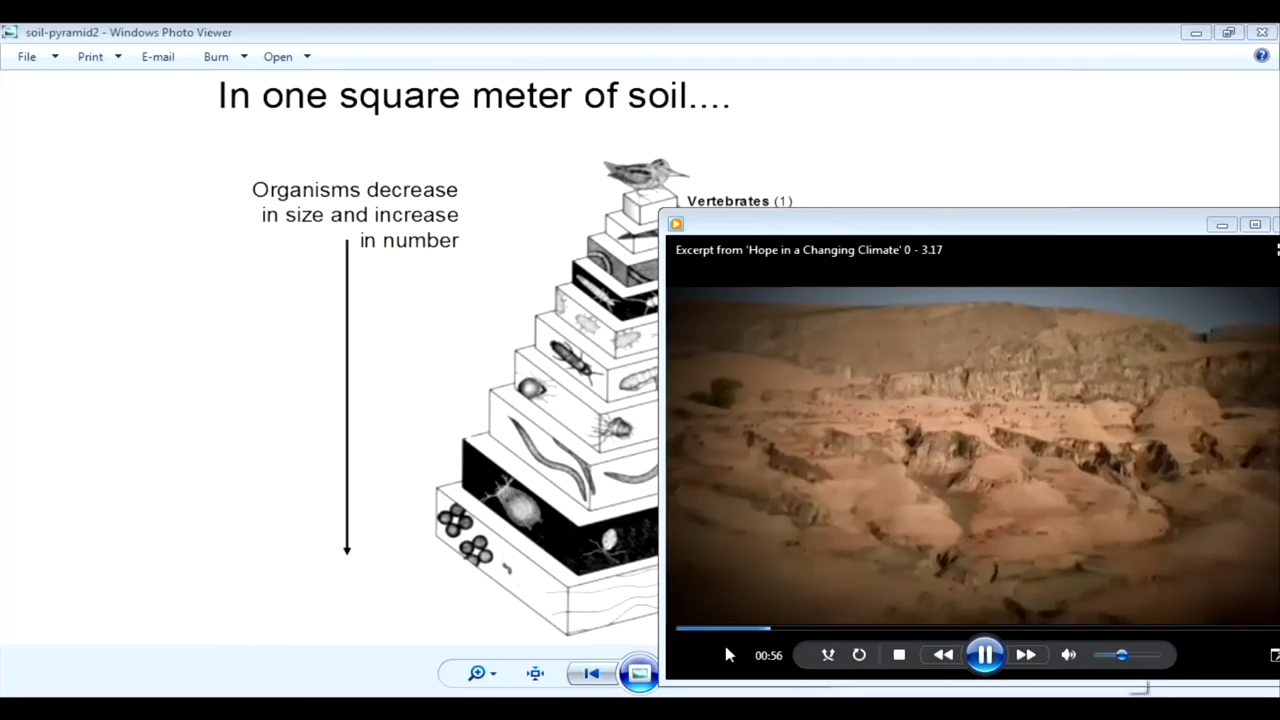 soil-pyramid2 - Windows Photo Viewer
File
Print
E-mail
Burn
Open
In one square meter of soil....
Organisms decrease
in size and increase
in number
Vertebrates (1)
Excerpt from 'Hope in a Changing Climate' 0 - 3.17
00:56